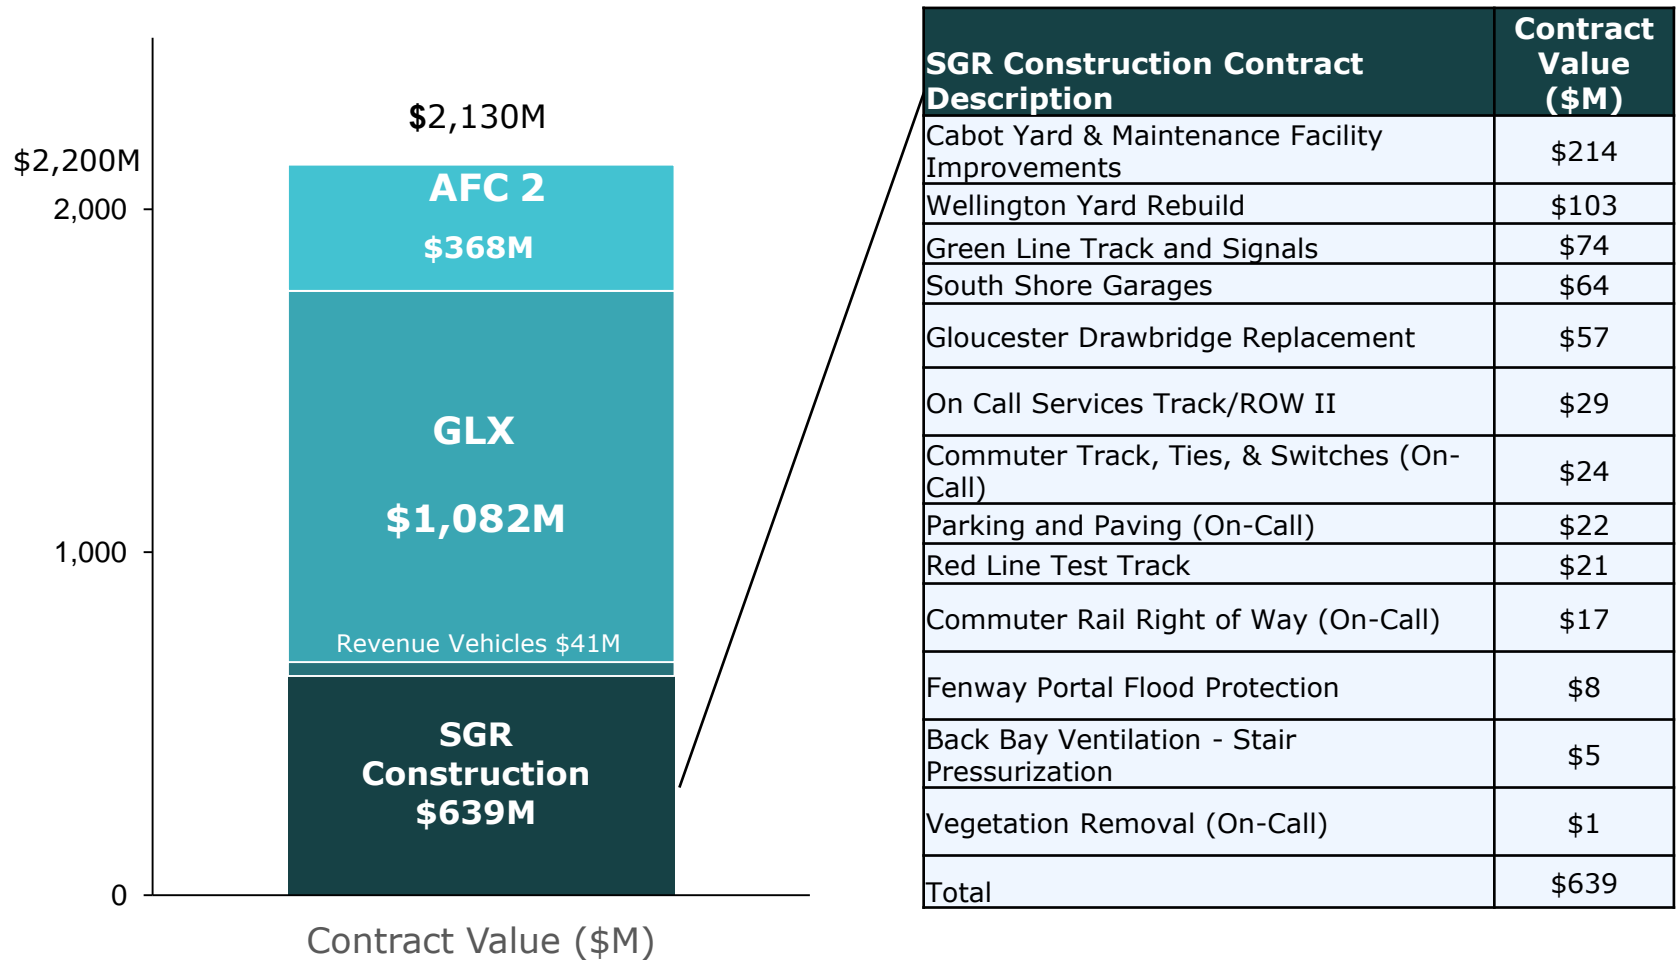 $2,130M
$2,200M
2,000
1,000
0
AFC 2
$368M
GLX
$1,082M
Revenue Vehicles $41M
SGR
Construction
$639M
Contract Value ($M)
SGR Construction Contract
Description
Contract
Value
($M)
Cabot Yard & Maintenance Facility
Improvements
$214
Wellington Yard Rebuild
$103
Green Line Track and Signals
$74
South Shore Garages
$64
Gloucester Drawbridge Replacement
$57
On Call Services Track/ROW II
$29
Commuter Track, Ties, & Switches (On-
Call)
$24
Parking and Paving (On-Call)
$22
Red Line Test Track
$21
Commuter Rail Right of Way (On-Call)
$17
Fenway Portal Flood Protection
$8
Back Bay Ventilation - Stair
Pressurization
$5
Vegetation Removal (On-Call)
$1
Total
$639